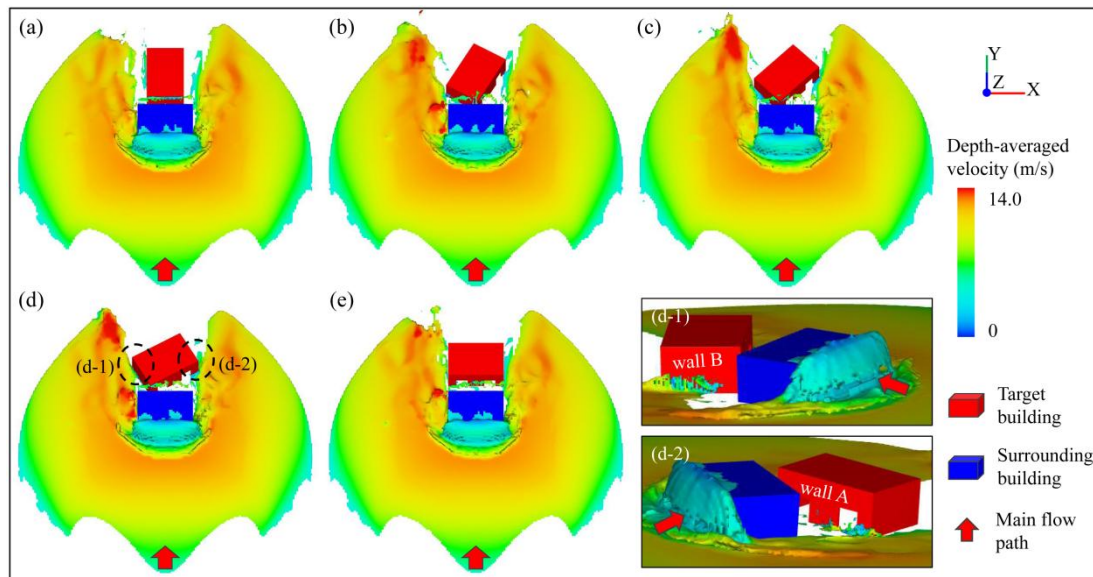 (a)
(b)
(c)
Y
Z
X
Depth-averaged
velocity (m/s)
14.0
0
(d)
(d-1)
(d-2)
(e)
(d-1)
wall B
(d-2)
wall A
Target
building
Surrounding
building
Main flow
path